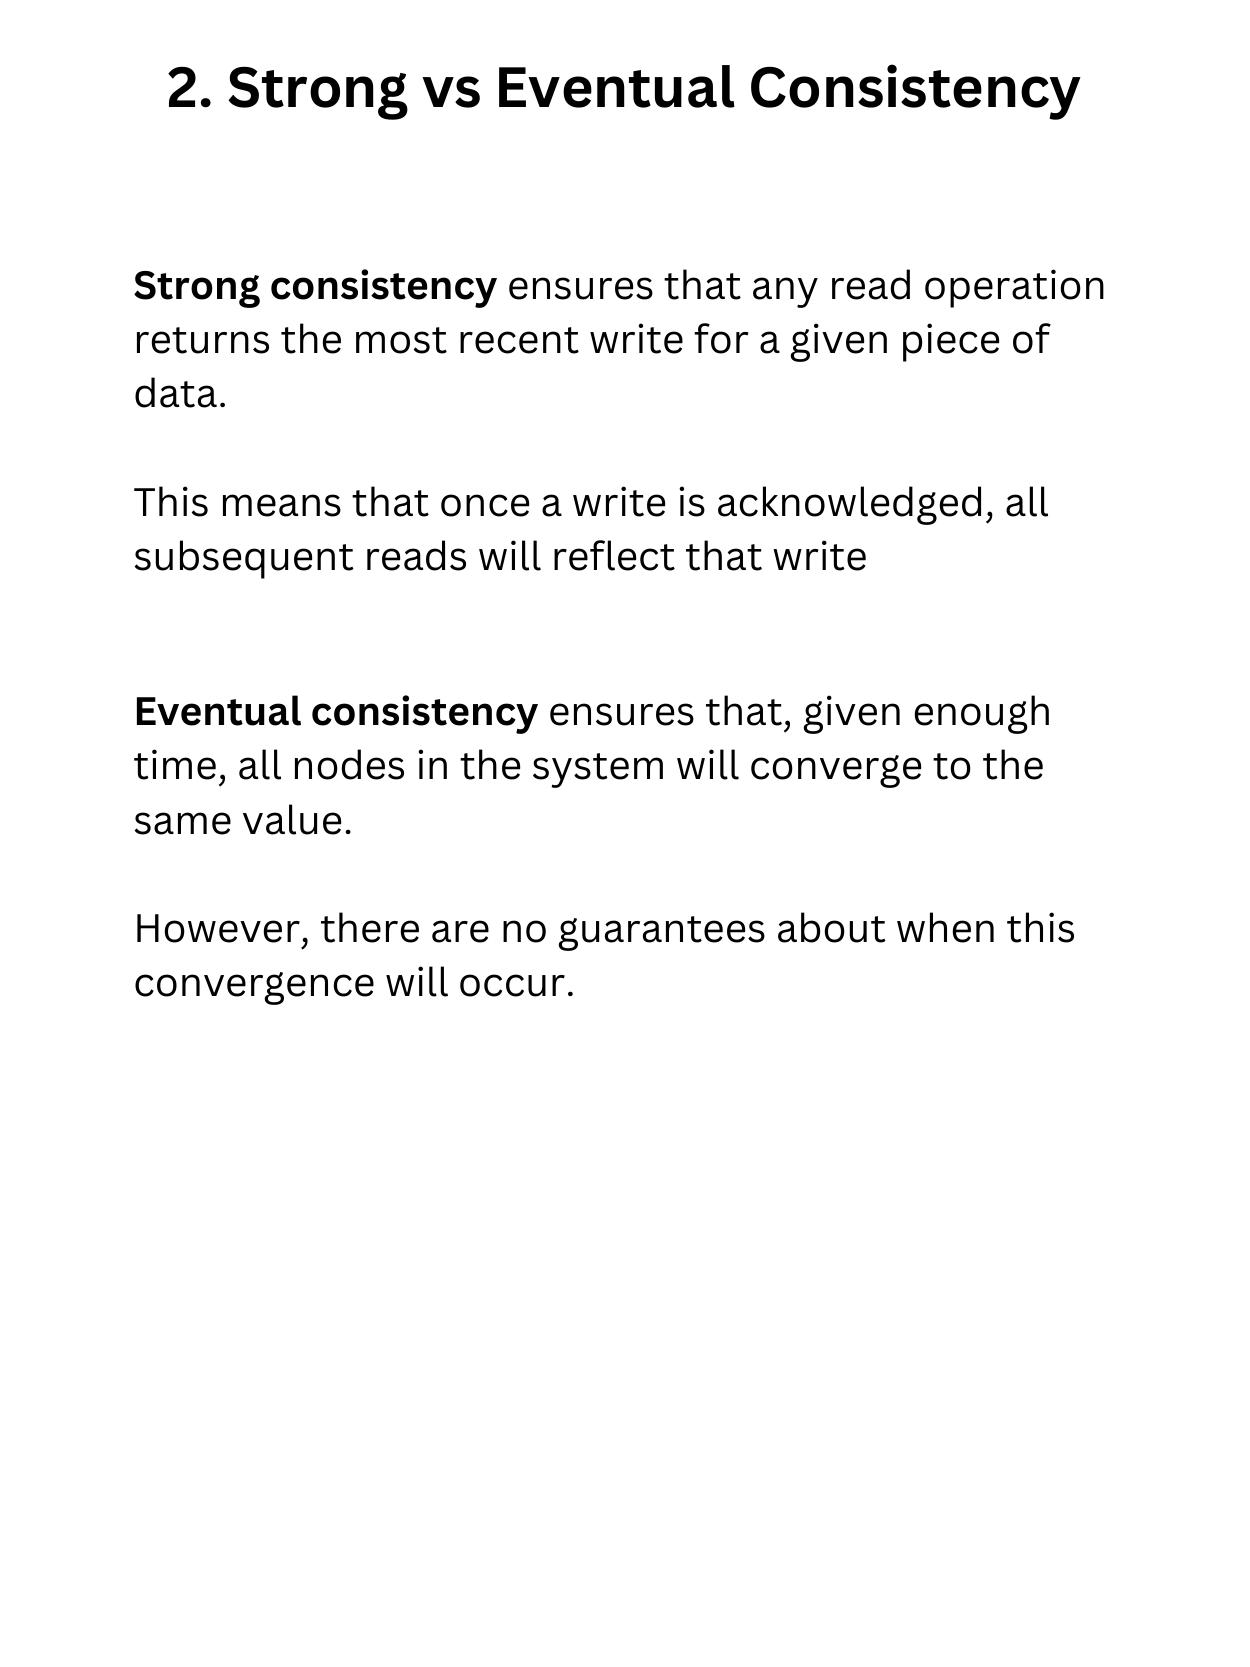 2. Strong vs Eventual Consistency
Strong consistency ensures that any read operation
returns the most recent write for a given piece of
data.
This means that once a write is acknowledged, all
subsequent reads will reflect that write
Eventual consistency ensures that, given enough
time, all nodes in the system will converge to the
same value.
However, there are no guarantees about when this
convergence will occur.